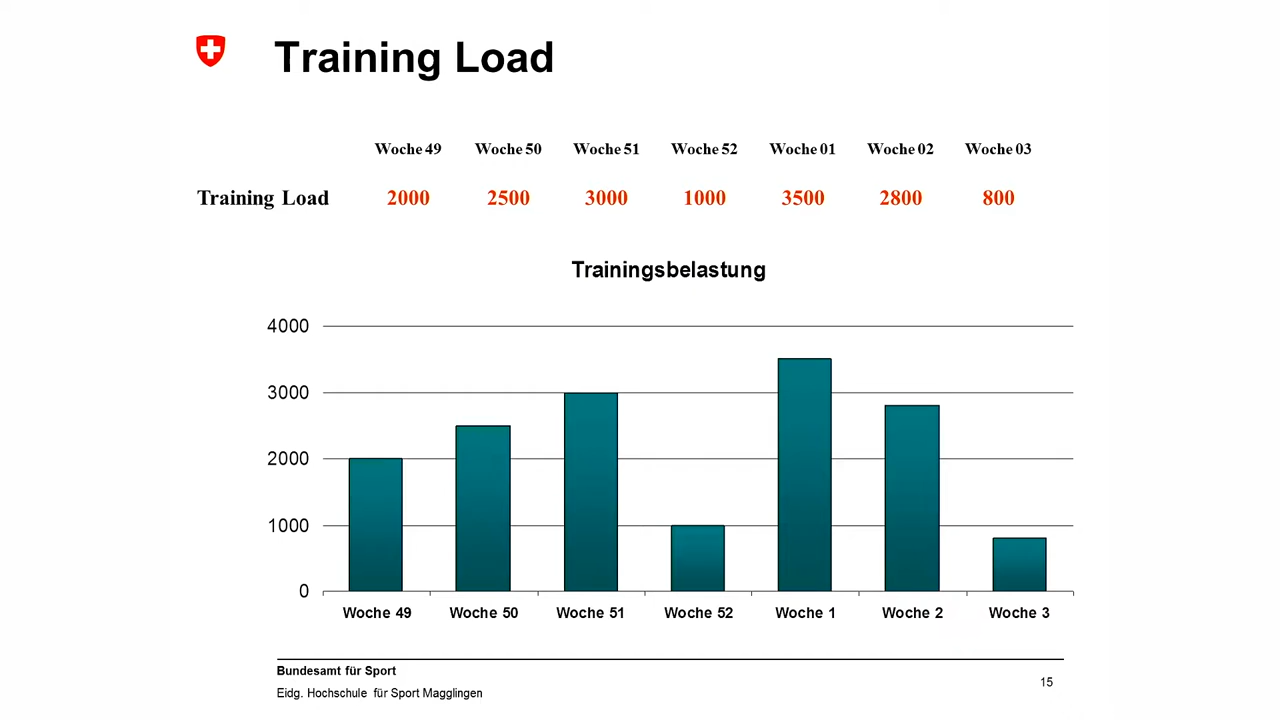 Training Load
Woche 49 Woche 50 Woche 51 Woche 52 Woche 01 Woche 02 Woche 03
Training Load 2000 2500 3000 1000 3500 2800 800
Trainingsbelastung
4000
3000
2000
1000
0
Woche 49 Woche 50 Woche 51 Woche 52 Woche 1 Woche 2 Woche 3
Bundesamt für Sport
Eidg. Hochschule für Sport Magglingen
15